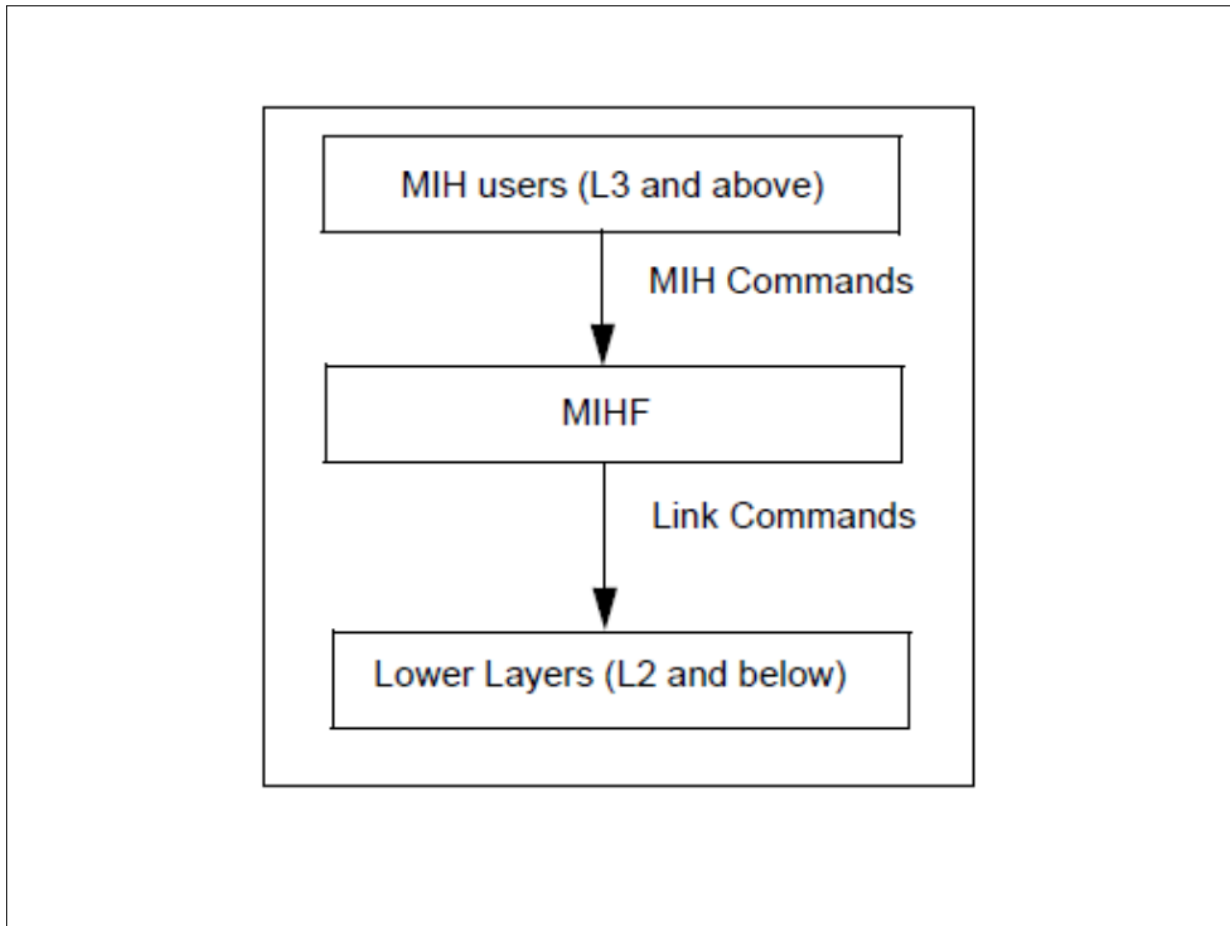 MIH users (L3 and above)
MIH Commands
MIHF
Link Commands
Lower Layers (L2 and below)